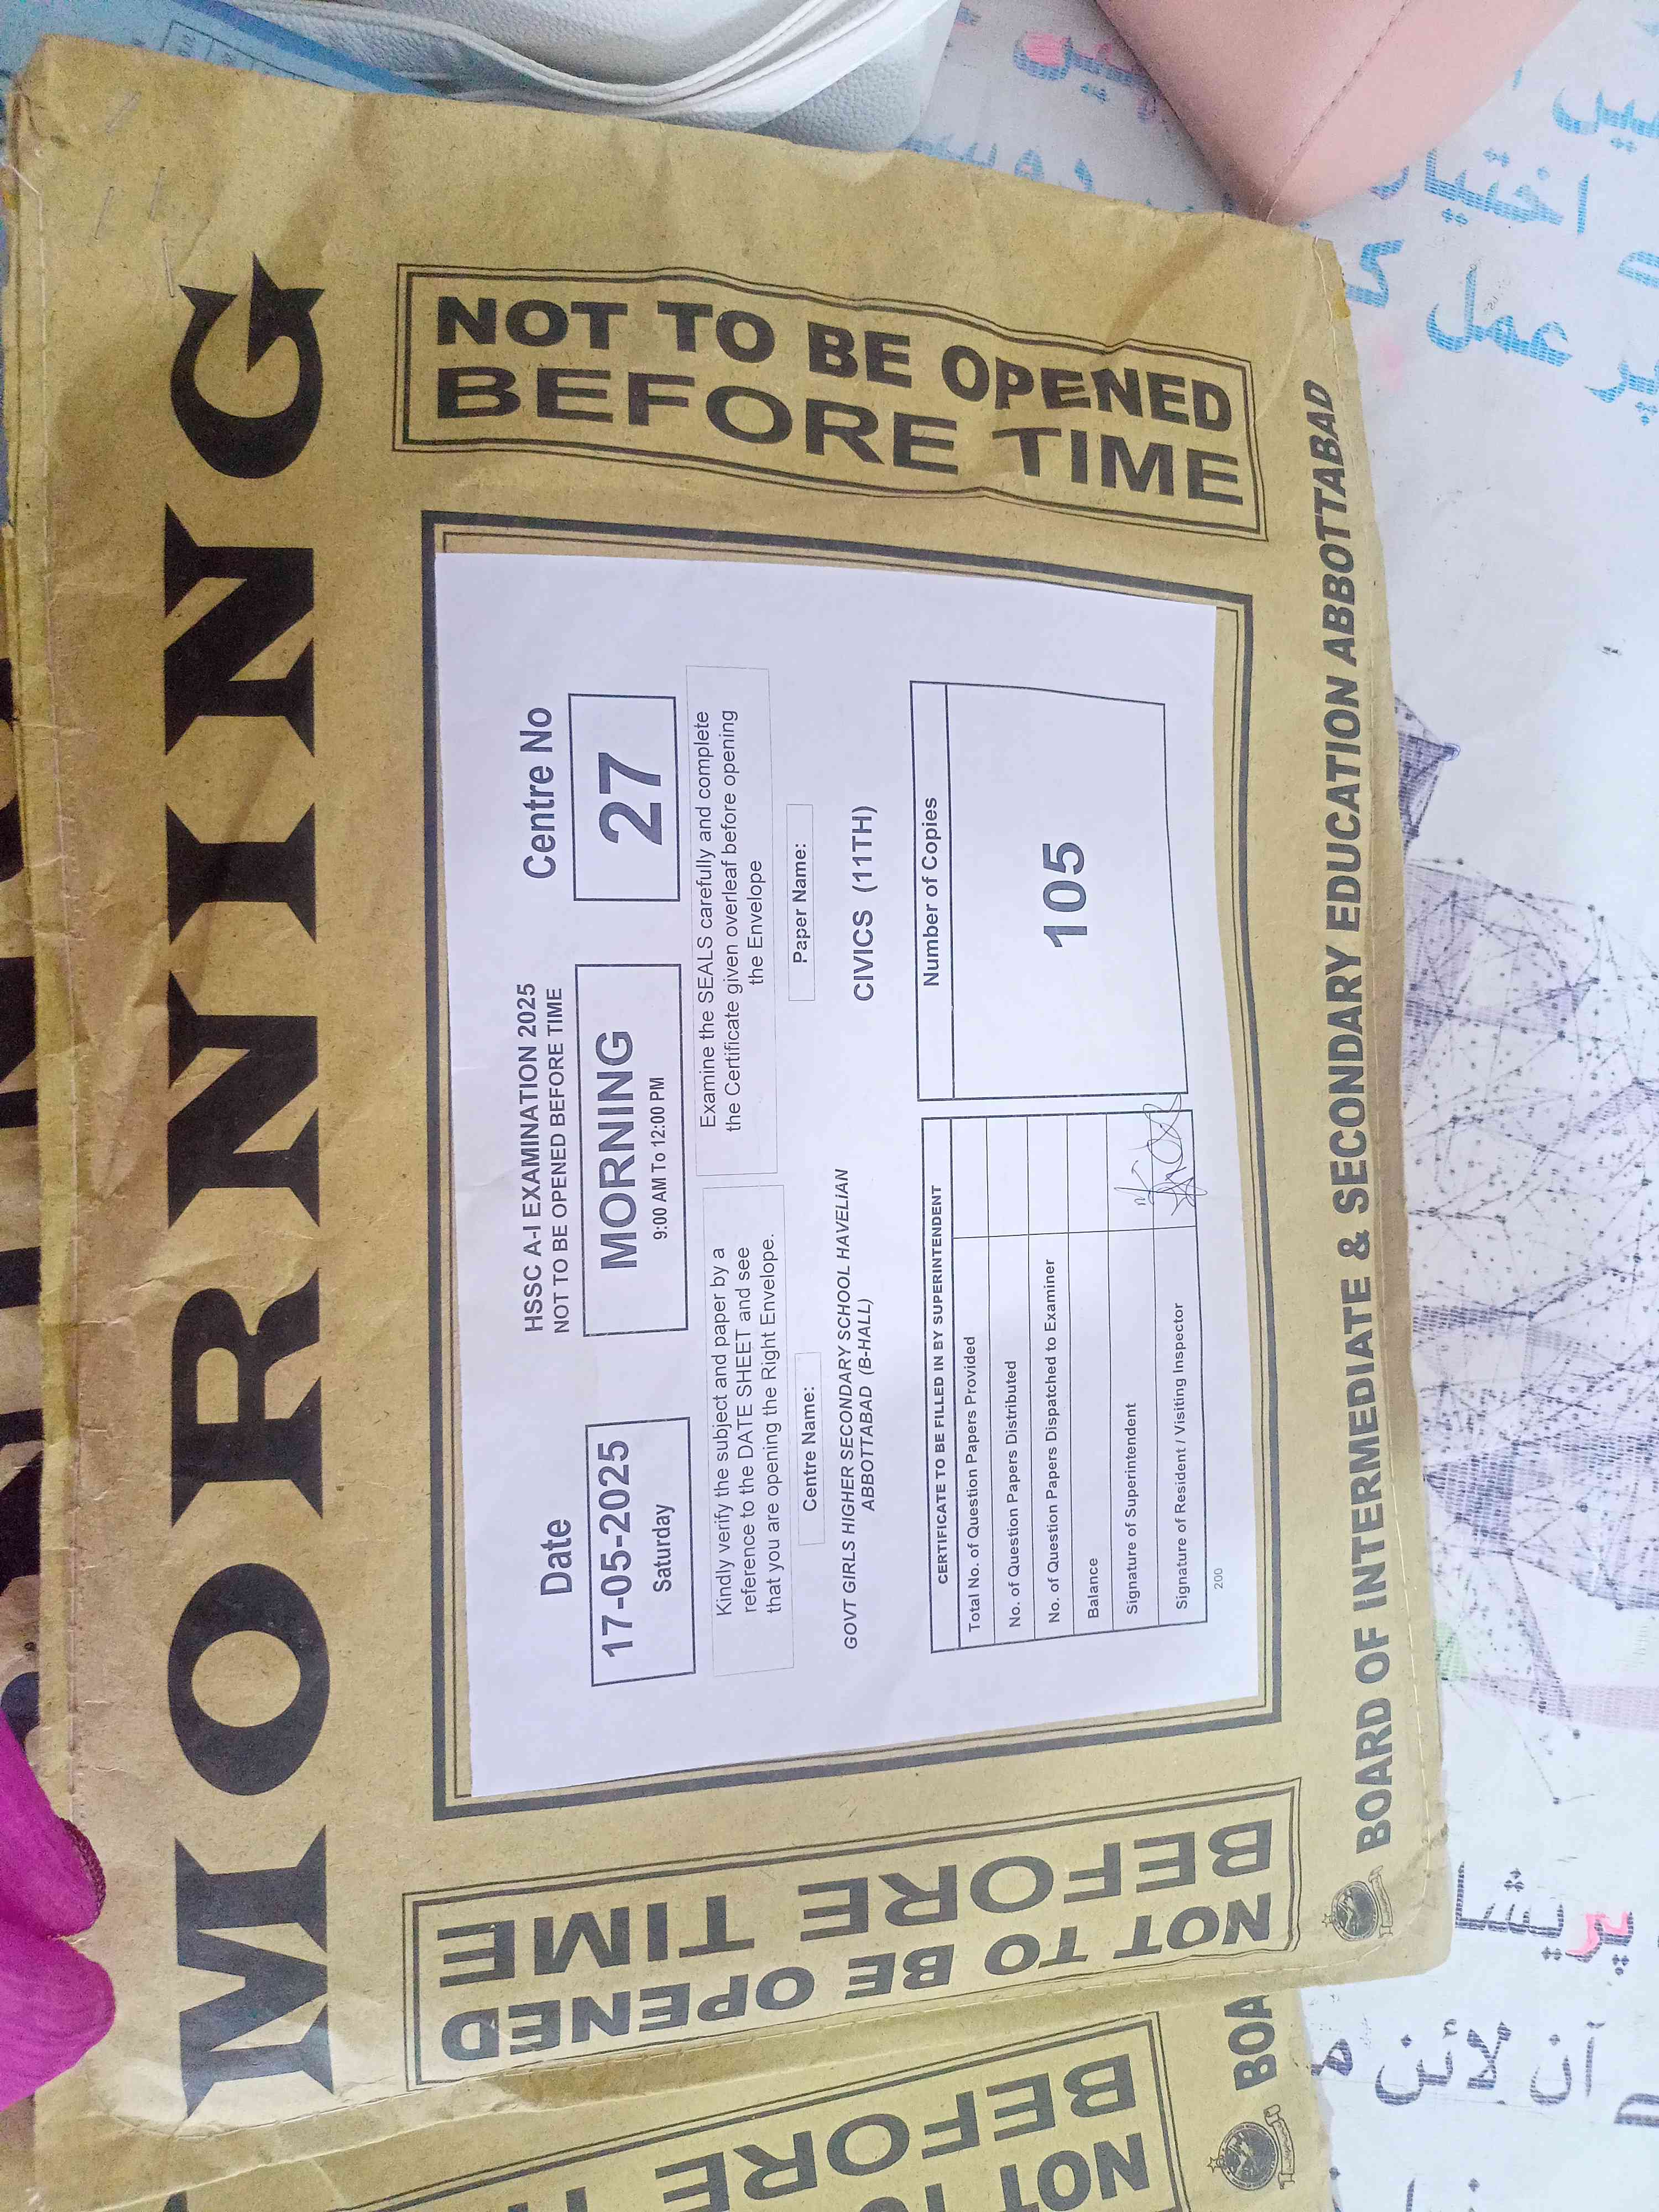 MORNING
NOT TO BE OPENED
BEFORE TIME
HSSC A-I EXAMINATION 2025
NOT TO BE OPENED BEFORE TIME
Date
17-05-2025
Saturday
MORNING
9:00 AM To 12:00 PM
Centre No
27
Kindly verify the subject and paper by a
reference to the DATE SHEET and see
that you are opening the Right Envelope.
Examine the SEALS carefully and complete
the Certificate given overleaf before opening
the Envelope
Centre Name:
GOVT GIRLS HIGHER SECONDARY SCHOOL HAVELIAN
ABBOTTABAD (B-HALL)
Paper Name:
CIVICS (11TH)
CERTIFICATE TO BE FILLED IN BY SUPERINTENDENT
Total No. of Question Papers Provided
No. of Question Papers Distributed
No. of Question Papers Dispatched to Examiner
Balance
Signature of Superintendent
Signature of Resident / Visiting Inspector
200
Number of Copies
105
NOT TO BE OPENED
BEFORE TIME
BOARD OF INTERMEDIATE & SECONDARY EDUCATION ABBOTTABAD
BEFORE
BOA
آن لائن
اختیار
عمل
پر